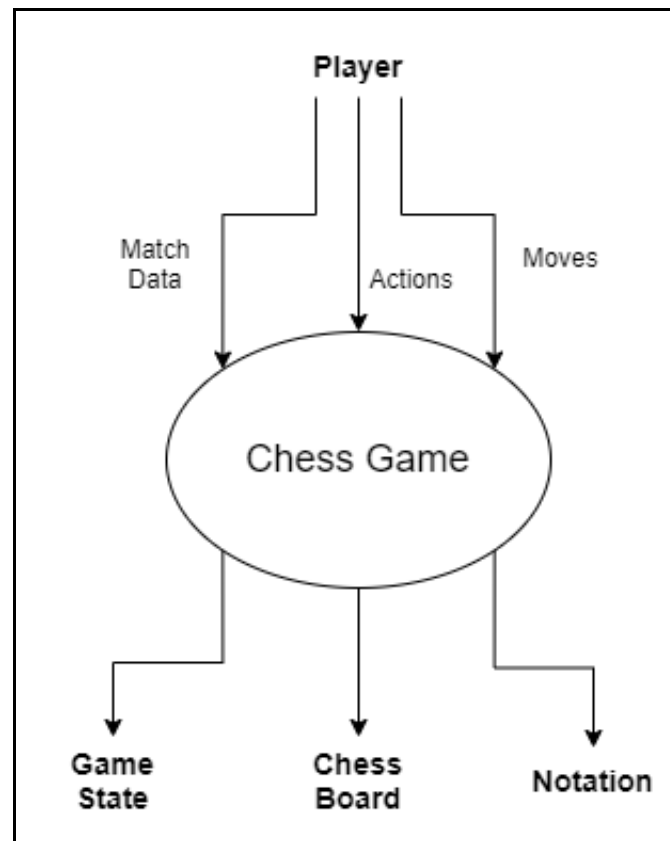 Player
Match
Data
Actions
Moves
Chess Game
Game
State
Chess
Board
Notation